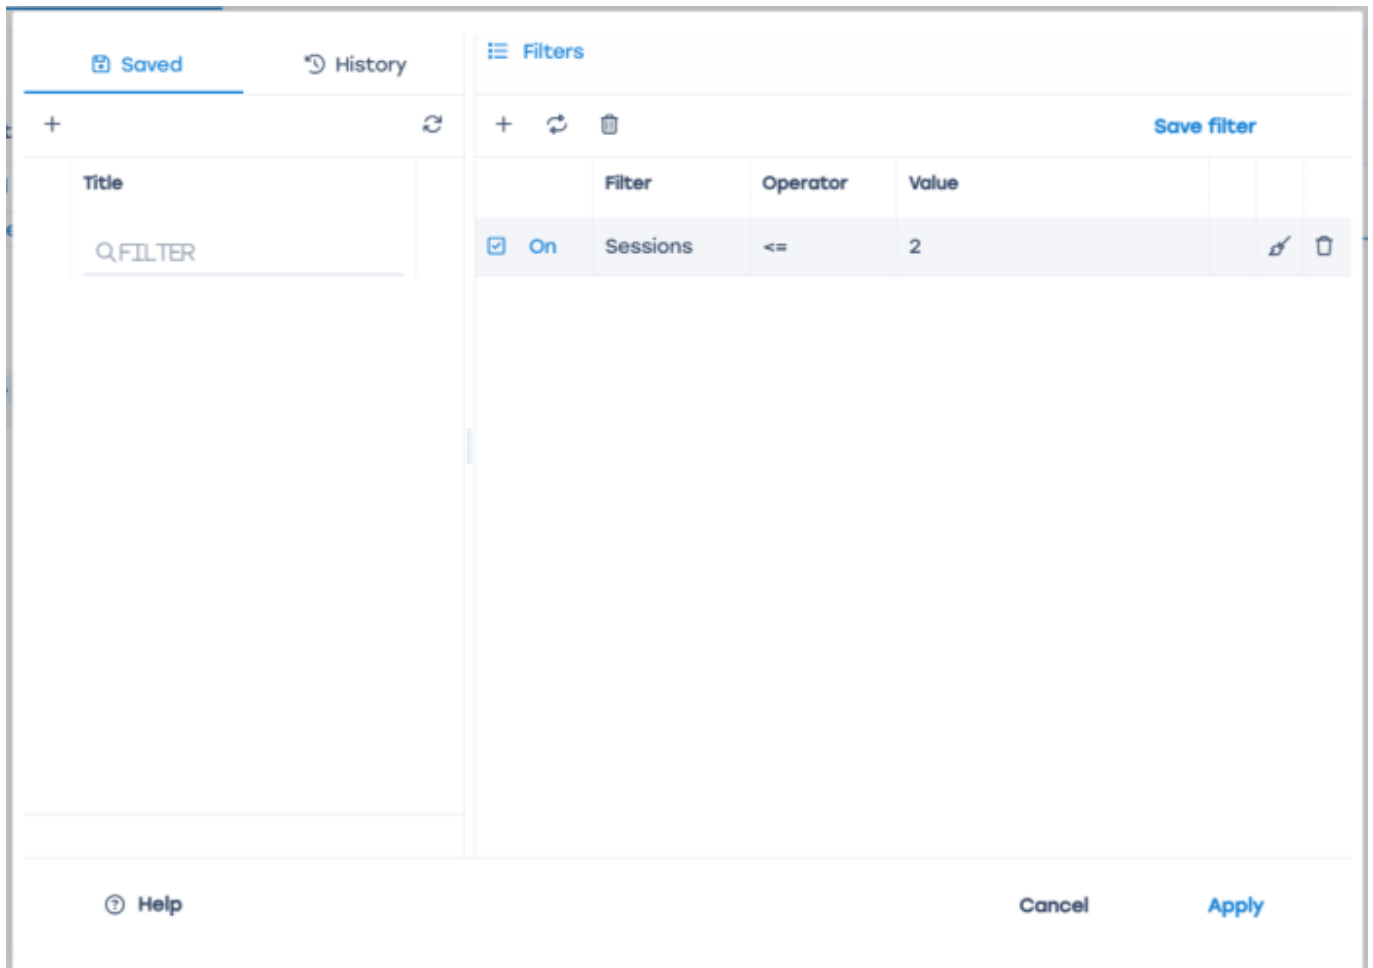 Saved
History
Filters
Save filter
Title
Filter
Operator
Value
FILTER
On
Sessions
<=
2
Help
Cancel
Apply